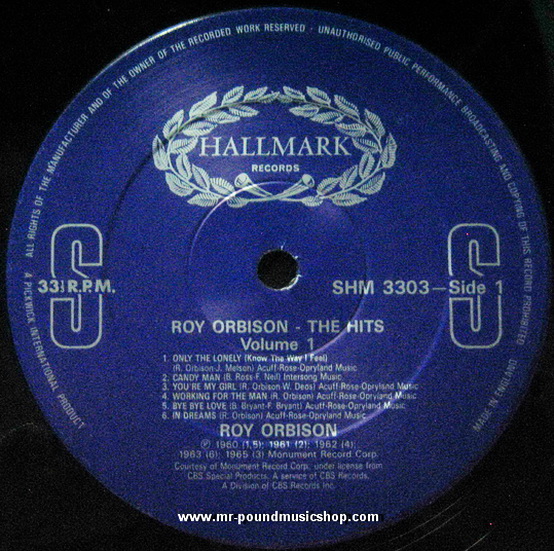 ALL RIGHTS OF THE MANUFACTURER AND OF THE OWNER OF THE RECORDED WORK RESERVED - UNAUTHORISED PUBLIC PERFORMANCE BROADCASTING AND COPYING OF THIS RECORD PROHIBITED
HALLMARK
RECORDS
S
S
33⅓ R.P.M.
SHM 3303—Side 1
ROY ORBISON - THE HITS
Volume 1
1. ONLY THE LONELY (Know The Way I Feel)
(R. Orbison-J. Melson) Acuff-Rose-Opryland Music
2. CANDY MAN (B. Ross-F. Neil) Intersong Music
3. YOU'RE MY GIRL (R. Orbison-W. Deos) Acuff-Rose-Opryland Music
4. WORKING FOR THE MAN (R. Orbison) Acuff-Rose-Opryland Music
5. BYE BYE LOVE (B. Bryant-F. Bryant) Acuff-Rose-Opryland Music
6. IN DREAMS (R. Orbison) Acuff-Rose-Opryland Music
ROY ORBISON
℗ 1960 (1,5); 1961 (2); 1962 (4);
1963 (6); 1965 (3) Monument Record Corp.
Courtesy of Monument Record Corp. under license from
CBS Special Products. A service of CBS Records,
A Division of CBS Records Inc.
A PICKWICK INTERNATIONAL PRODUCT
MADE IN ENGLAND
www.mr-poundmusicshop.com